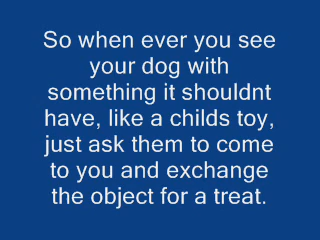 So when ever you see
your dog with
something it shouldnt
have, like a childs toy,
just ask them to come
to you and exchange
the object for a treat.